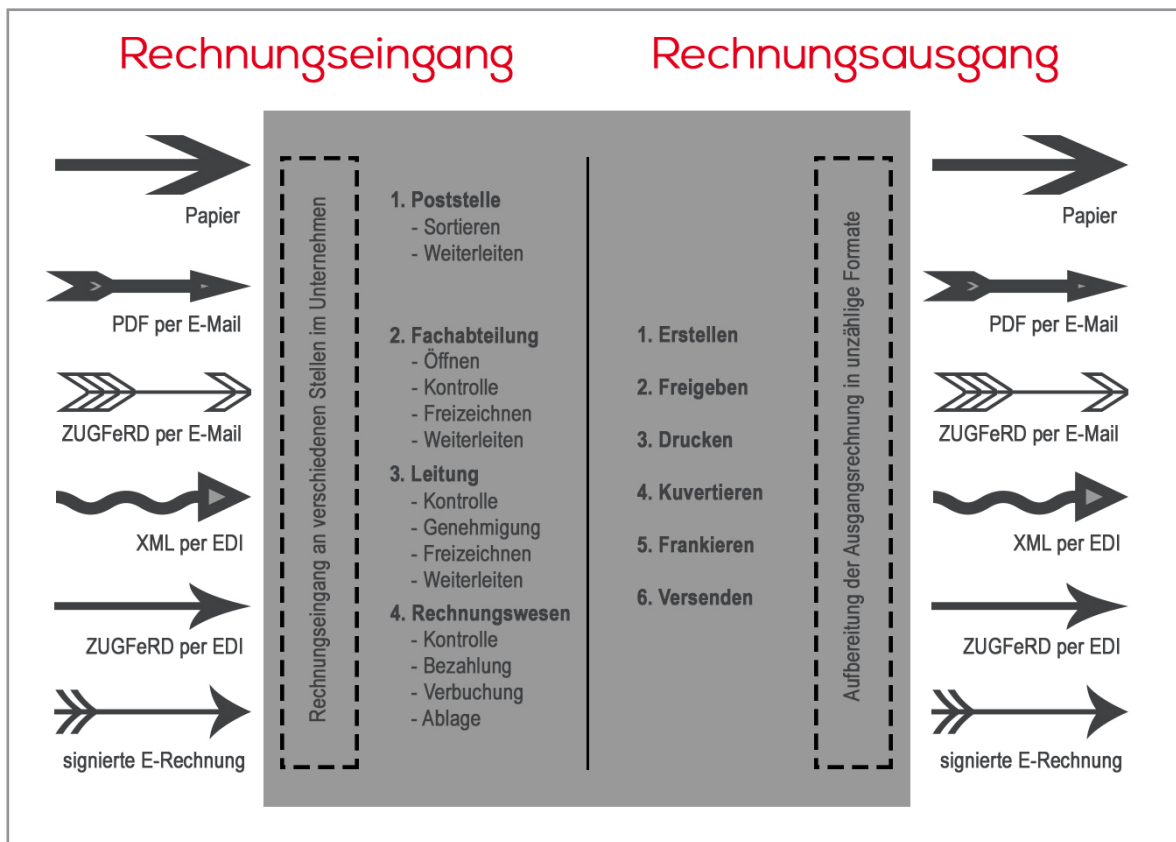 Rechnungseingang
Rechnungsausgang
Papier
PDF per E-Mail
ZUGFeRD per E-Mail
XML per EDI
ZUGFeRD per EDI
signierte E-Rechnung
Rechnungseingang an verschiedenen Stellen im Unternehmen
1. Poststelle
- Sortieren
- Weiterleiten
2. Fachabteilung
- Öffnen
- Kontrolle
- Freizeichnen
- Weiterleiten
3. Leitung
- Kontrolle
- Genehmigung
- Freizeichnen
- Weiterleiten
4. Rechnungswesen
- Kontrolle
- Bezahlung
- Verbuchung
- Ablage
1. Erstellen
2. Freigeben
3. Drucken
4. Kuvertieren
5. Frankieren
6. Versenden
Aufbereitung der Ausgangsrechnung in unzählige Formate
Papier
PDF per E-Mail
ZUGFeRD per E-Mail
XML per EDI
ZUGFeRD per EDI
signierte E-Rechnung